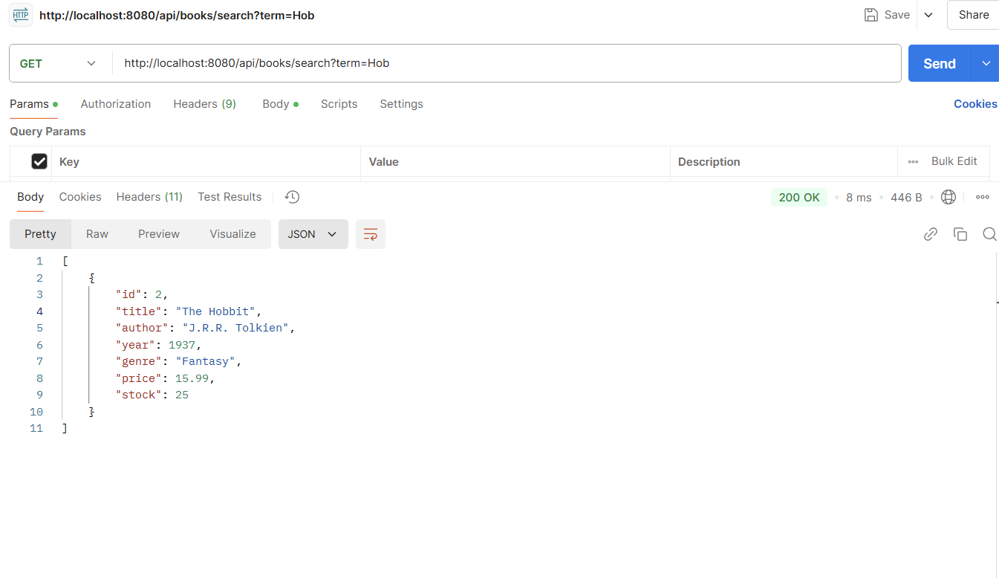 HTTP http://localhost:8080/api/books/search?term=Hob Save Share
GET http://localhost:8080/api/books/search?term=Hob Send
Params Authorization Headers (9) Body Scripts Settings Cookies
Query Params
Key Value Description Bulk Edit
Body Cookies Headers (11) Test Results 200 OK 8 ms 446 B
Pretty Raw Preview Visualize JSON
1 [
2     {
3         "id": 2,
4         "title": "The Hobbit",
5         "author": "J.R.R. Tolkien",
6         "year": 1937,
7         "genre": "Fantasy",
8         "price": 15.99,
9         "stock": 25
10     }
11 ]